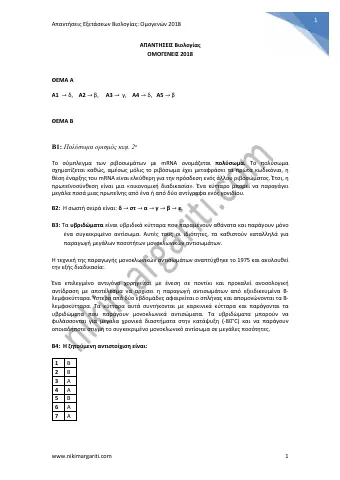 Απαντήσεις Εξετάσεων Βιολογίας: Ομογενών 2018
1
ΑΠΑΝΤΗΣΕΙΣ Βιολογίας
ΟΜΟΓΕΝΕΙΣ 2018
ΘΕΜΑ Α
Α1 → δ, Α2 → β, Α3 → γ, Α4 → δ, Α5 → β
ΘΕΜΑ Β
Β1: Πολύσωμα ορισμός κεφ. 2ο
Το σύμπλεγμα των ριβοσωμάτων με mRNA ονομάζεται πολύσωμα. Το πολύσωμα
σχηματίζεται καθώς, αμέσως μόλις το ριβόσωμα έχει μεταφράσει τα πρώτα κωδικόνια, η
θέση έναρξης του mRNA είναι ελεύθερη για την πρόσδεση ενός άλλου ριβοσώματος. Έτσι, η
πρωτεϊνοσύνθεση είναι μια «οικονομική διαδικασία». Ένα κύτταρο μπορεί να παραγάγει
μεγάλα ποσά μιας πρωτεΐνης από ένα ή από δύο αντίγραφα ενός γονιδίου.
Β2: Η σωστή σειρά είναι: δ → στ → α → γ → β → ε.
Β3: Τα υβριδώματα είναι υβριδικά κύτταρα που παραμένουν αθάνατα και παράγουν μόνο
ένα συγκεκριμένο αντίσωμα. Αυτές τους οι ιδιότητες, τα καθιστούν κατάλληλά για
παραγωγή μεγάλων ποσοτήτων μονοκλωνικών αντισωμάτων.
Η τεχνική της παραγωγής μονοκλωνικών αντισωμάτων αναπτύχθηκε το 1975 και ακολουθεί
την εξής διαδικασία:
Ένα επιλεγμένο αντιγόνο χορηγείται με ένεση σε ποντίκι και προκαλεί ανοσολογική
αντίδραση με αποτέλεσμα να αρχίσει η παραγωγή αντισωμάτων από εξειδικευμένα Β-
λεμφοκύτταρα. Ύστερα από δύο εβδομάδες αφαιρείται ο σπλήνας και απομονώνονται τα Β-
λεμφοκύτταρα. Τα κύτταρα αυτά συντήκονται με καρκινικά κύτταρα και παράγονται τα
υβριδώματα που παράγουν μονοκλωνικά αντισώματα. Τα υβριδώματα μπορούν να
φυλάσσονται για μεγάλα χρονικά διαστήματα στην κατάψυξη (-80°C) και να παράγουν
οποιαδήποτε στιγμή το συγκεκριμένο μονοκλωνικό αντίσωμα σε μεγάλες ποσότητες.
Β4: Η ζητούμενη αντιστοίχιση είναι:
1 Β
2 Β
3 Α
4 Α
5 Β
6 Α
7 Α
nikimargariti.com
www.nikimargariti.com 1